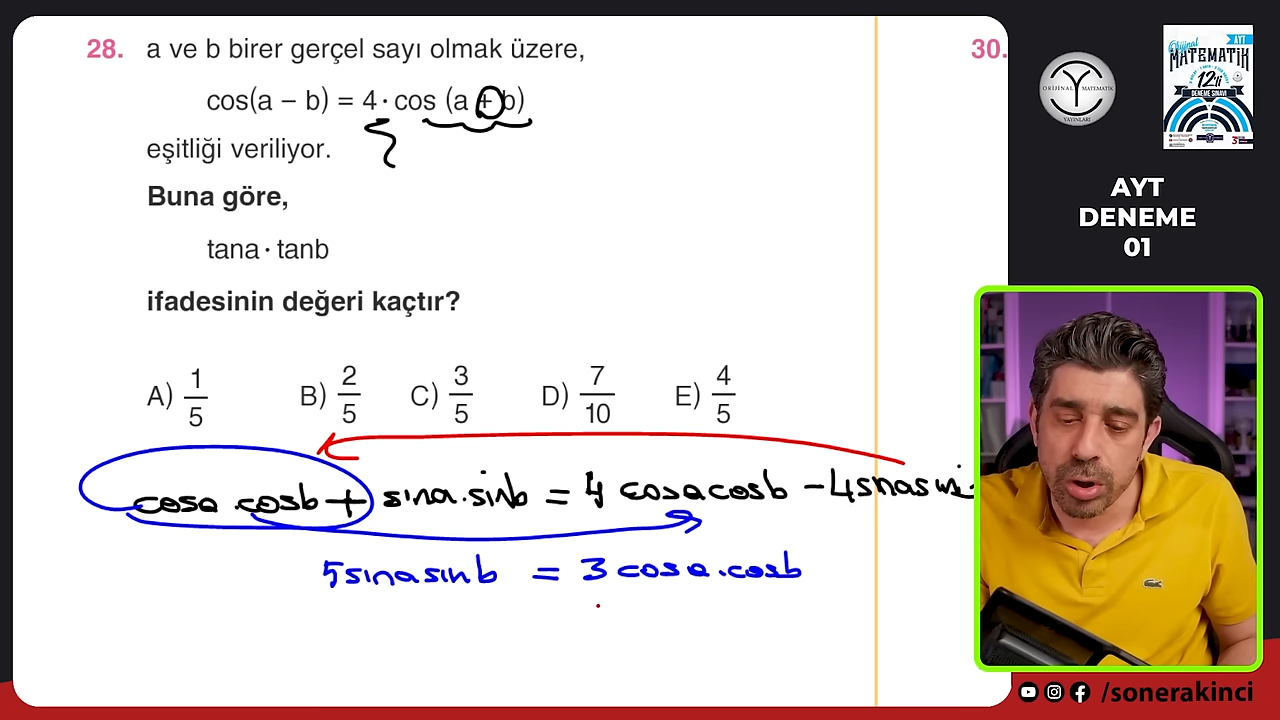 28. a ve b birer gerçel sayı olmak üzere,
cos(a − b) = 4 · cos (a + b)
eşitliği veriliyor.
Buna göre,
tana · tanb
ifadesinin değeri kaçtır?
A) 1/5 B) 2/5 C) 3/5 D) 7/10 E) 4/5
cosa.cosb + sina.sinb = 4 cosacosb − 4sinasin
5sinasinb = 3cosa.cosb
30.
ORİJİNAL MATEMATİK
YAYINLARI
AYT
Orijinal
MATEMATİK
12'li
DENEME SINAVI
AYT
DENEME
01
/sonerakinci